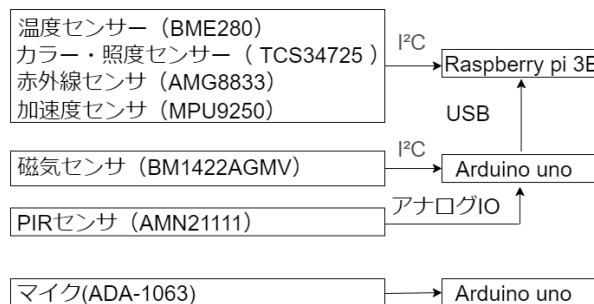 温度センサー（BME280）
カラー・照度センサー（ TCS34725 ）
赤外線センサ（AMG8833）
加速度センサ（MPU9250）
I²C
Raspberry pi 3B
USB
磁気センサ（BM1422AGMV）
I²C
Arduino uno
PIRセンサ（AMN21111）
アナログIO
マイク(ADA-1063)
Arduino uno